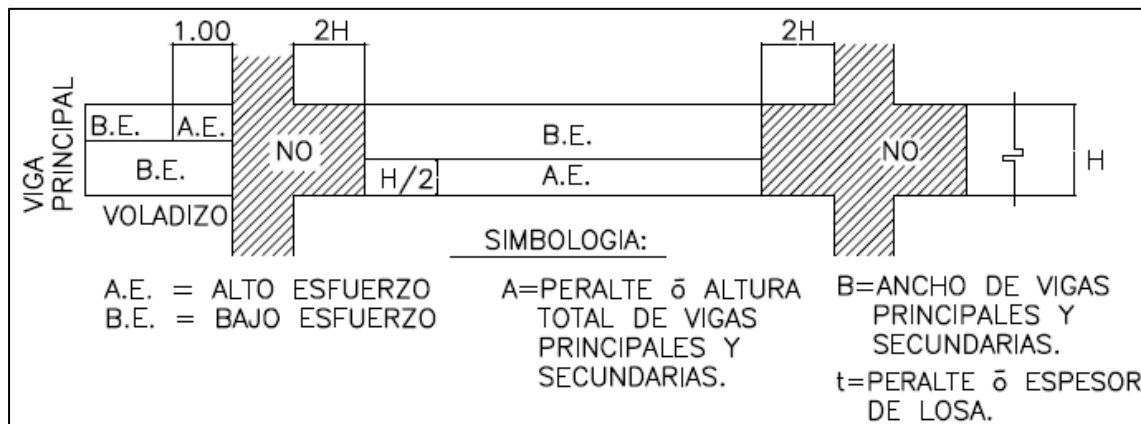 1.00
2H
2H
VIGA
PRINCIPAL
B.E.
A.E.
B.E.
NO
H/2
B.E.
A.E.
NO
H
VOLADIZO
SIMBOLOGIA:
A.E. = ALTO ESFUERZO
B.E. = BAJO ESFUERZO
A=PERALTE ō ALTURA
TOTAL DE VIGAS
PRINCIPALES Y
SECUNDARIAS.
B=ANCHO DE VIGAS
PRINCIPALES Y
SECUNDARIAS.
t=PERALTE ō ESPESOR
DE LOSA.